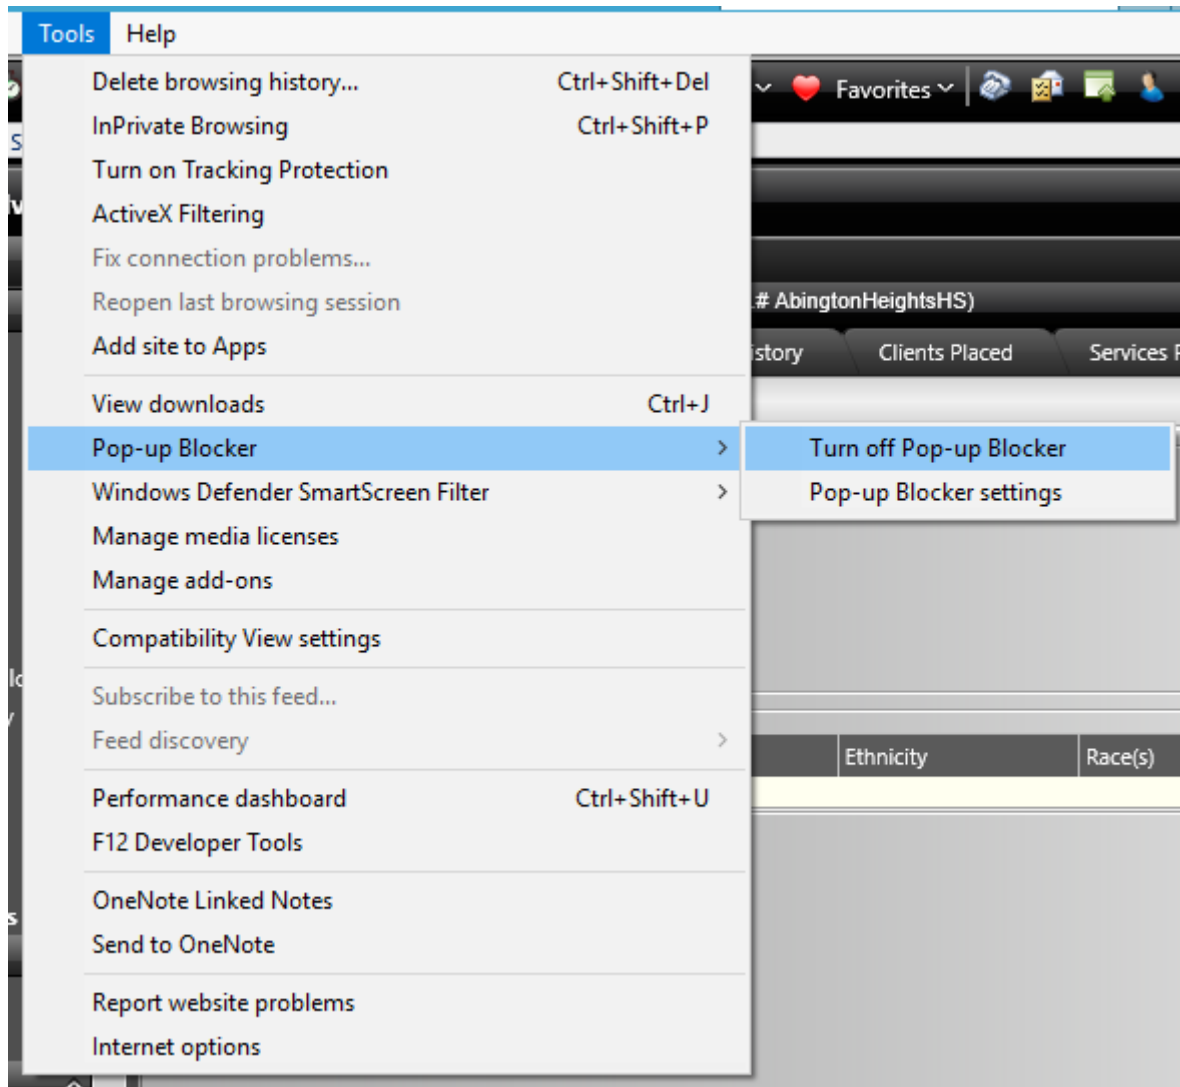 Tools Help
Delete browsing history... Ctrl+Shift+Del
Favorites
InPrivate Browsing Ctrl+Shift+P
Turn on Tracking Protection
ActiveX Filtering
Fix connection problems...
Reopen last browsing session
# AbingtonHeightsHS)
Add site to Apps
istory Clients Placed Services
View downloads Ctrl+J
Pop-up Blocker
Turn off Pop-up Blocker
Windows Defender SmartScreen Filter
Pop-up Blocker settings
Manage media licenses
Manage add-ons
Compatibility View settings
Subscribe to this feed...
Feed discovery
Ethnicity Race(s)
Performance dashboard Ctrl+Shift+U
F12 Developer Tools
OneNote Linked Notes
Send to OneNote
Report website problems
Internet options